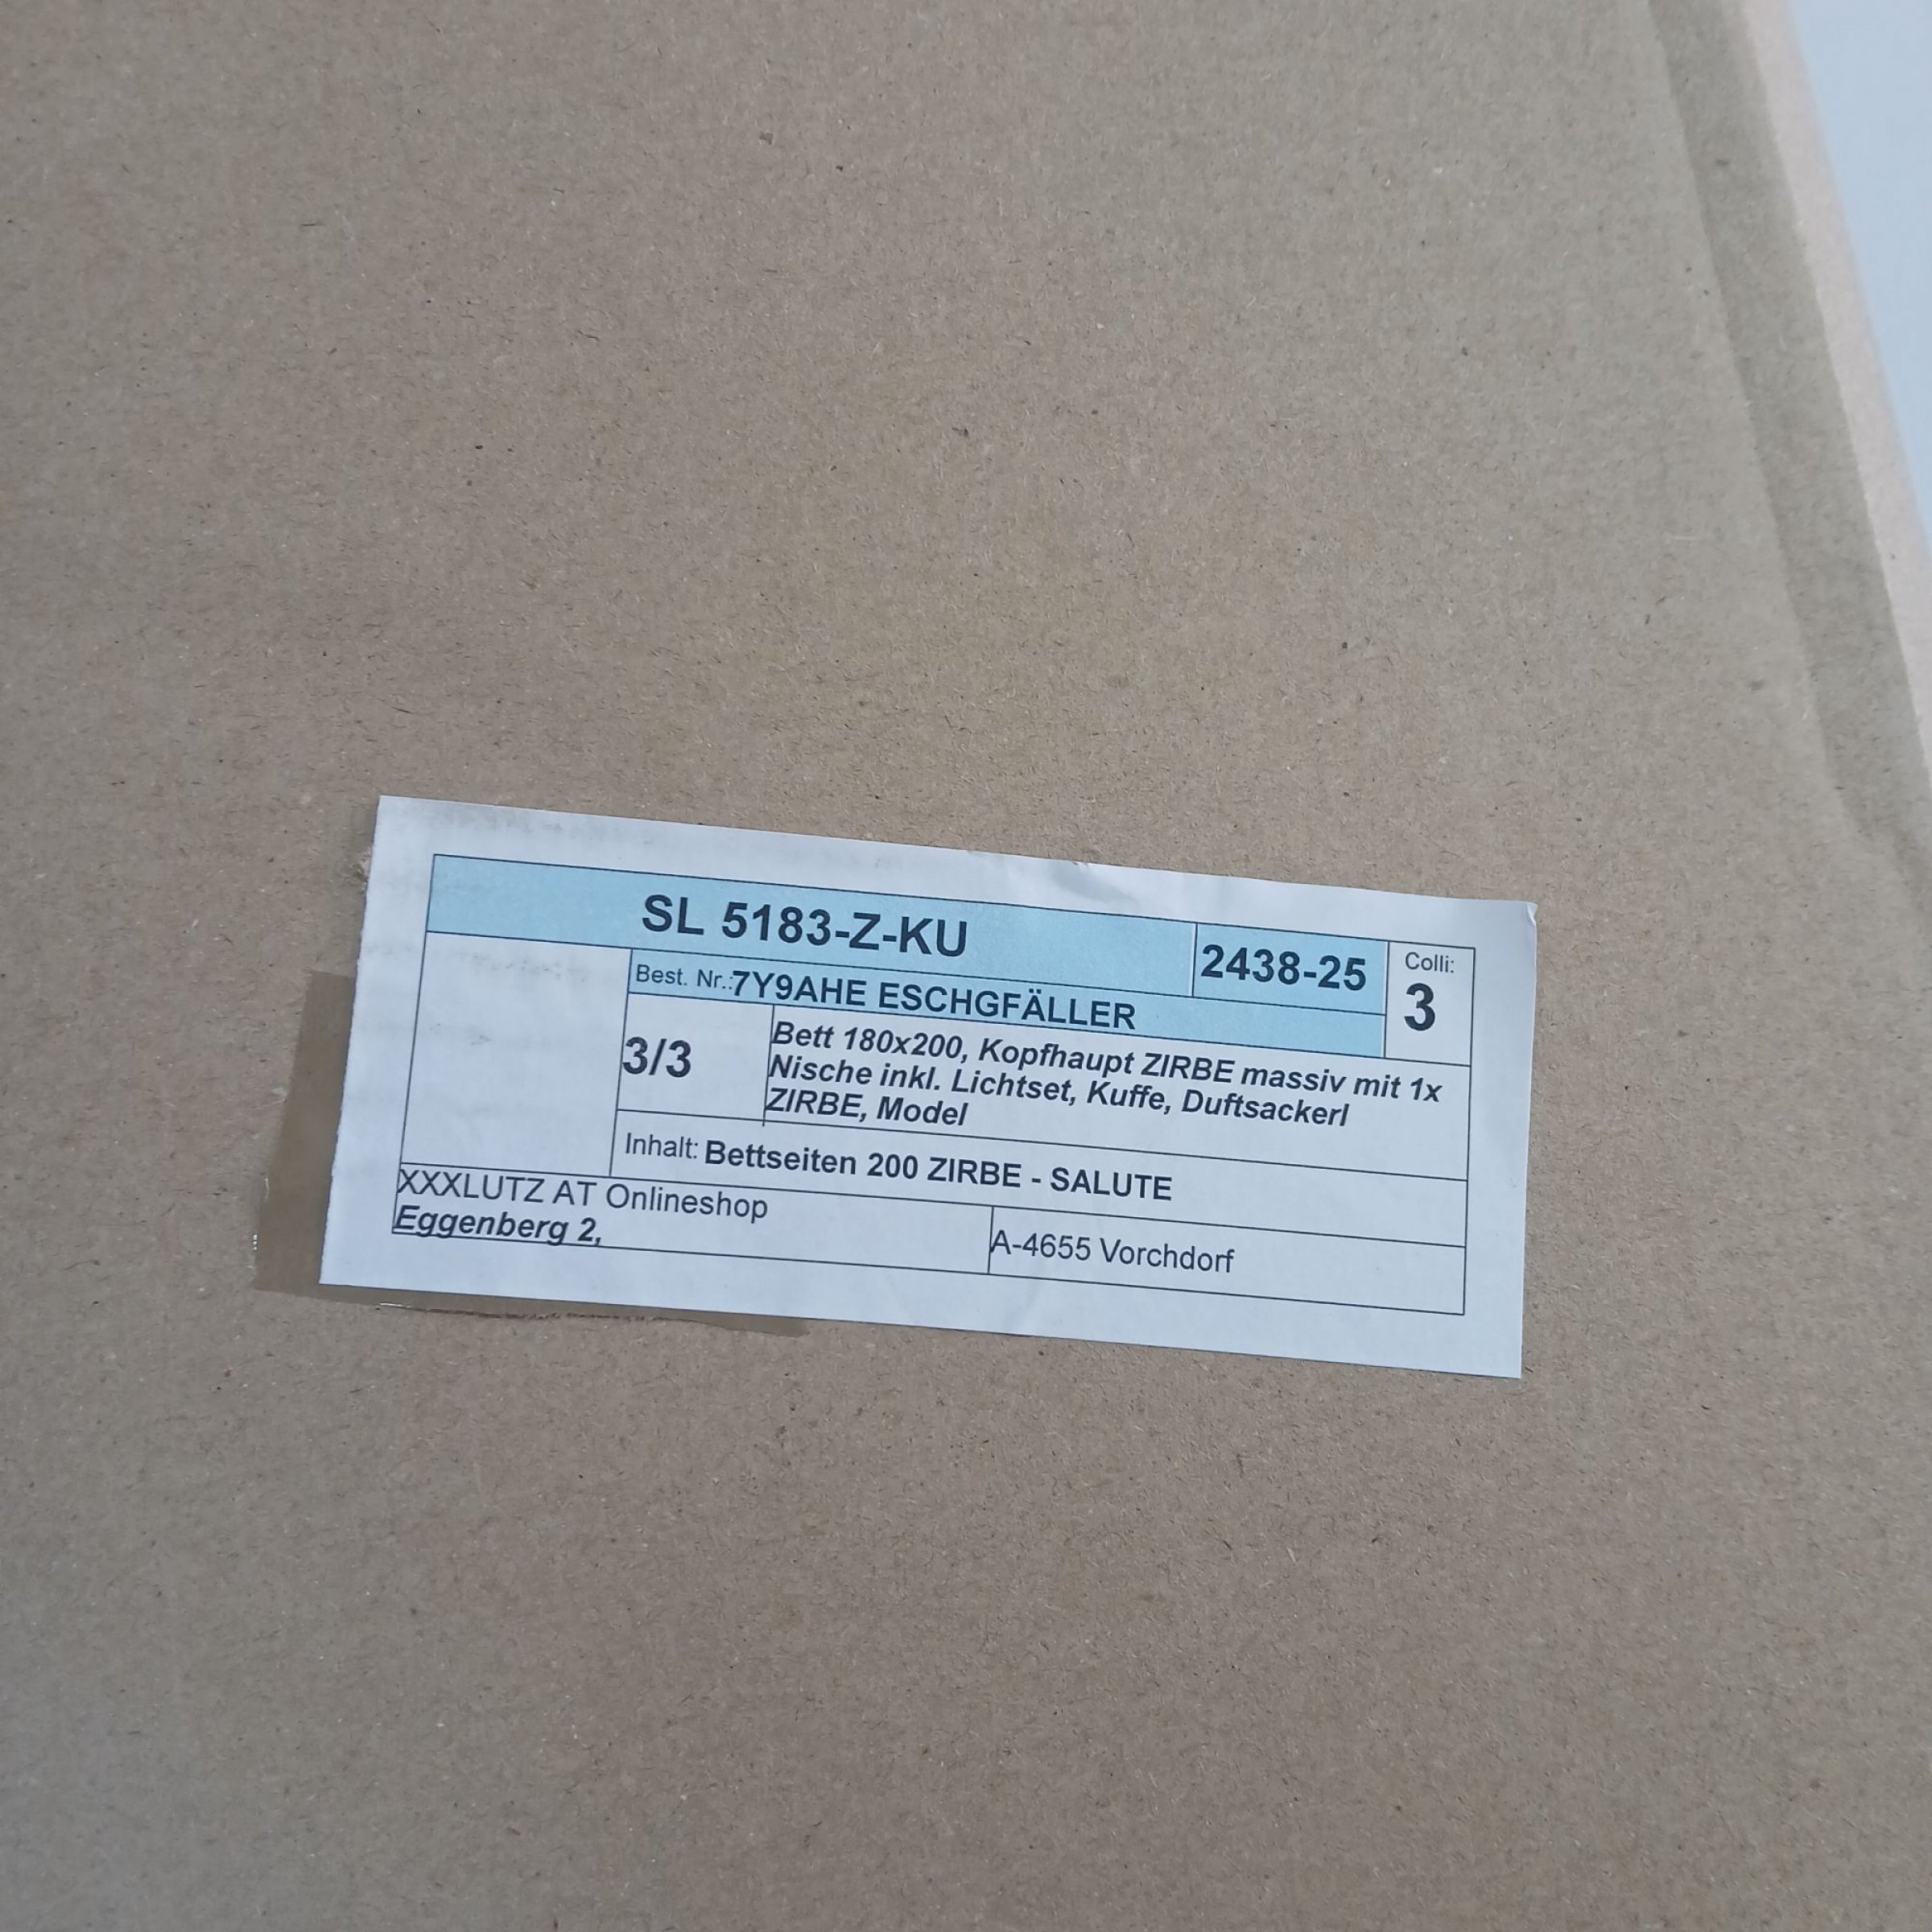 SL 5183-Z-KU
2438-25
Colli:
3
Best. Nr.:7Y9AHE ESCHGFÄLLER
3/3
Bett 180x200, Kopfhaupt ZIRBE massiv mit 1x
Nische inkl. Lichtset, Kuffe, Duftsackerl
ZIRBE, Model
Inhalt: Bettseiten 200 ZIRBE - SALUTE
XXXLUTZ AT Onlineshop
Eggenberg 2,
A-4655 Vorchdorf